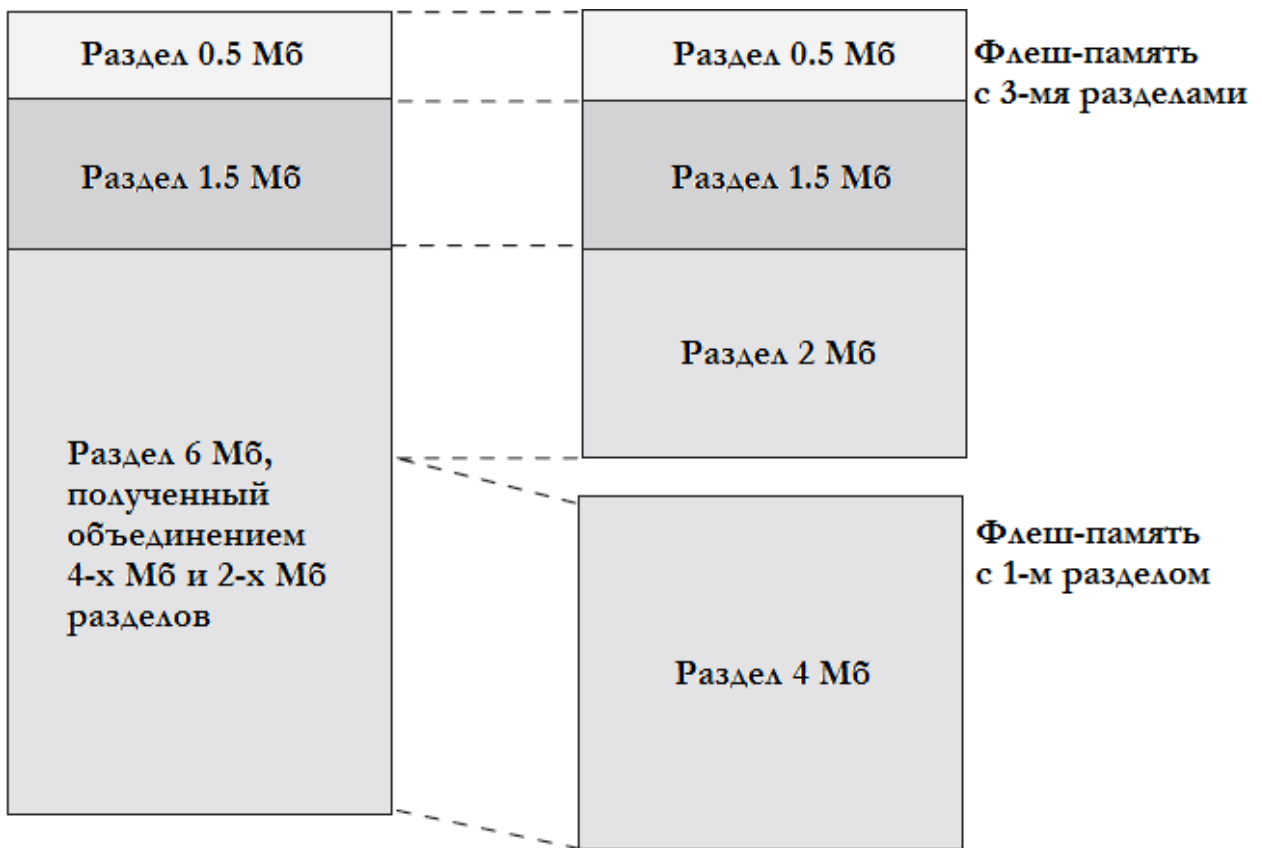 Раздел 0.5 Мб
Раздел 1.5 Мб
Раздел 6 Мб,
полученный
объединением
4-х Мб и 2-х Мб
разделов
Раздел 0.5 Мб
Раздел 1.5 Мб
Раздел 2 Мб
Флеш-память
с 3-мя разделами
Раздел 4 Мб
Флеш-память
с 1-м разделом